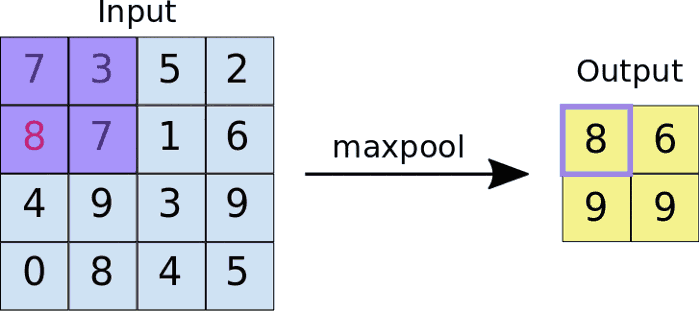 Input
7 3 5 2
8 7 1 6
4 9 3 9
0 8 4 5
maxpool
Output
8 6
9 9